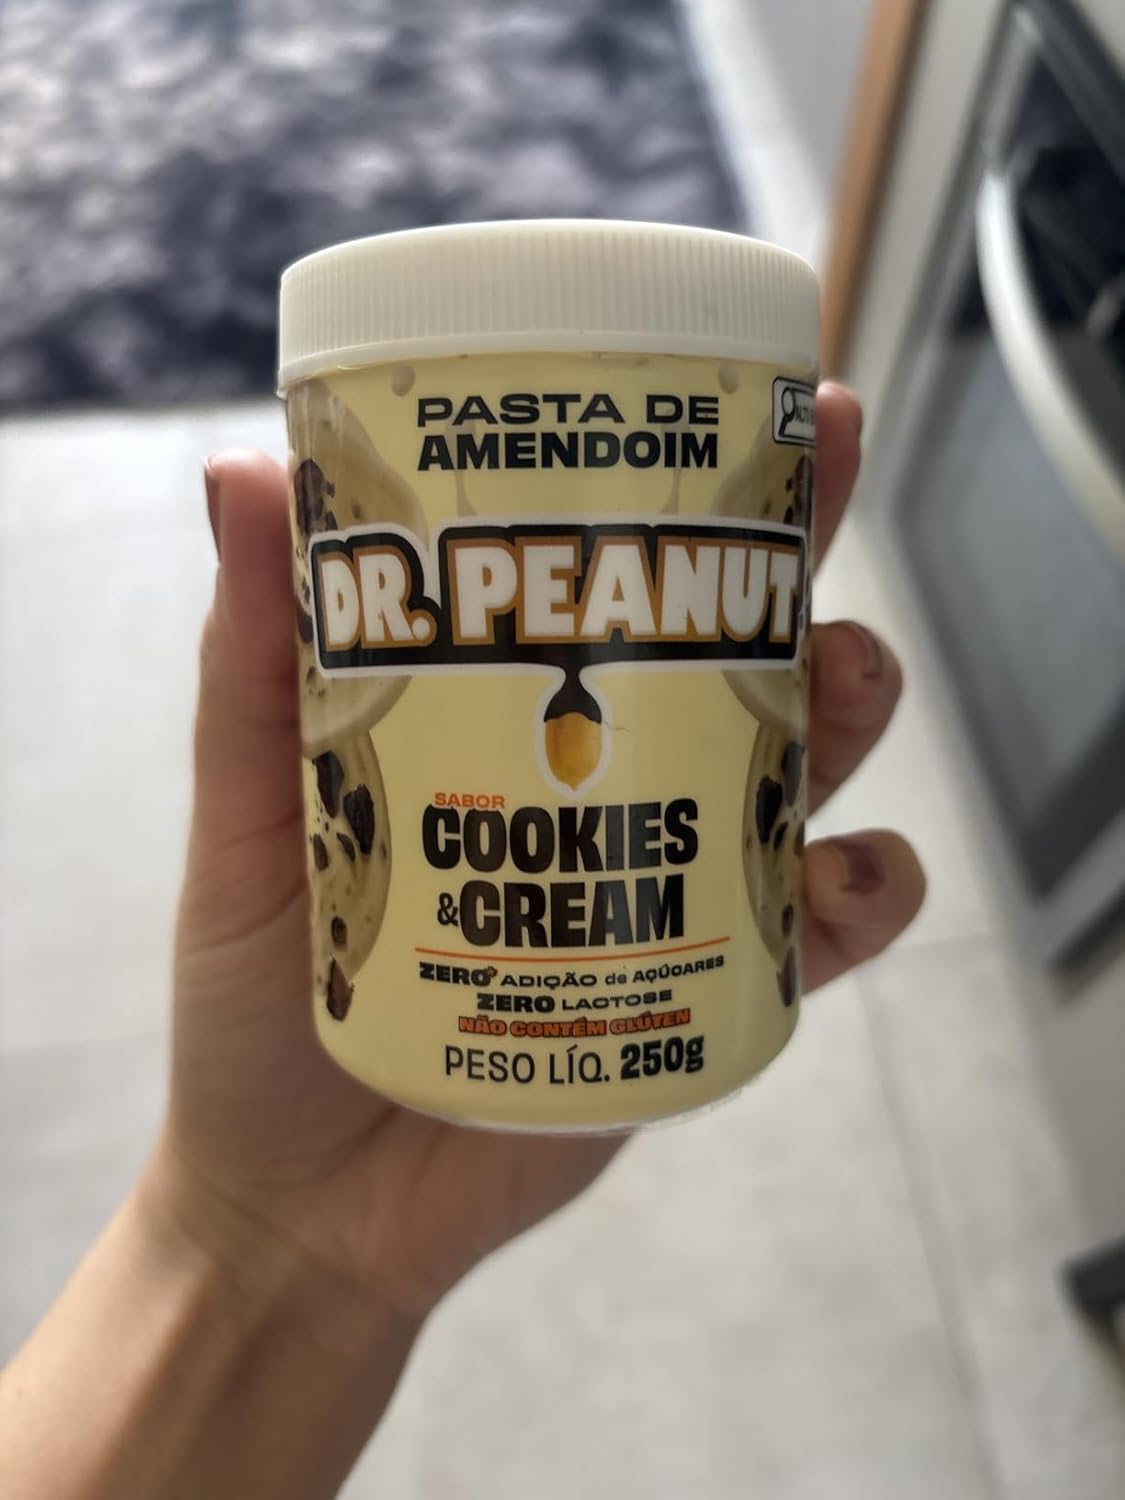 PASTA DE
AMENDOIM
DR. PEANUT
SABOR
COOKIES
&CREAM
ZERO* ADIÇÃO de AÇÚCARES
ZERO LACTOSE
NÃO CONTÉM GLÚTEN
PESO LÍQ. 250g